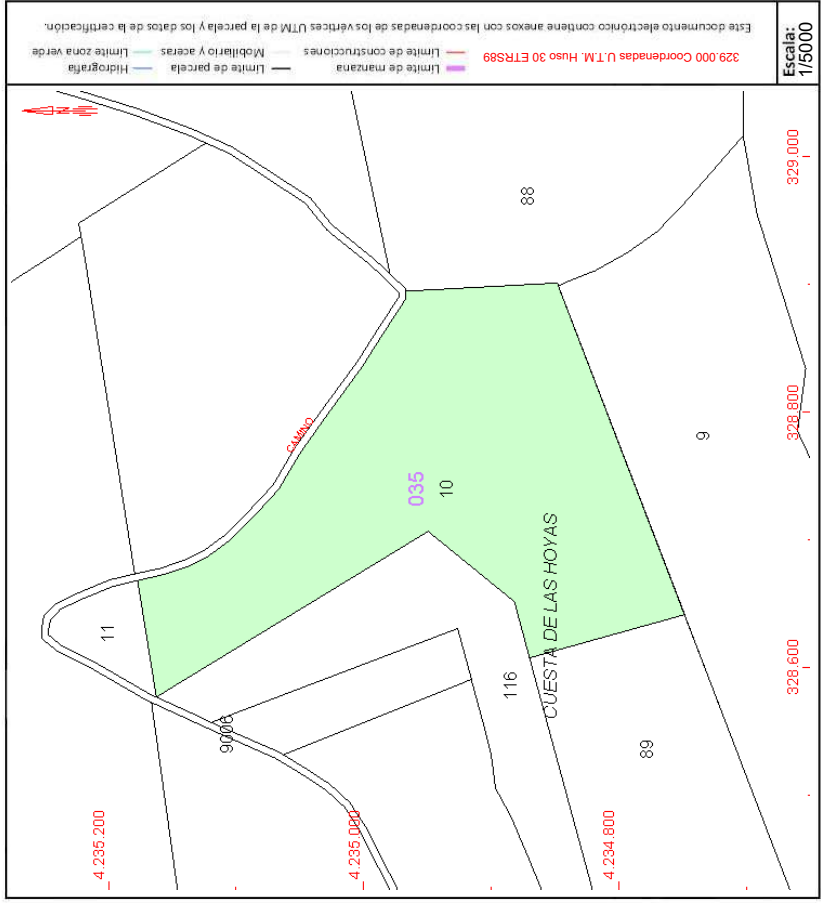 Este documento electrónico contiene anexos con las coordenadas de los vértices UTM de la parcela y los datos de la certificación.
329.000 Coordenadas U.T.M. Huso 30 ETRS89
Límite de manzana
Límite de construcciones
Límite de parcela
Mobiliario y aceras
Hidrografía
Límite zona verde
Escala:
1/5000
329.000
88
328.800
CAMINO
9
035
10
CUESTA DE LAS HOYAS
11
328.600
116
9006
89
4.235.200
4.235.000
4.234.800